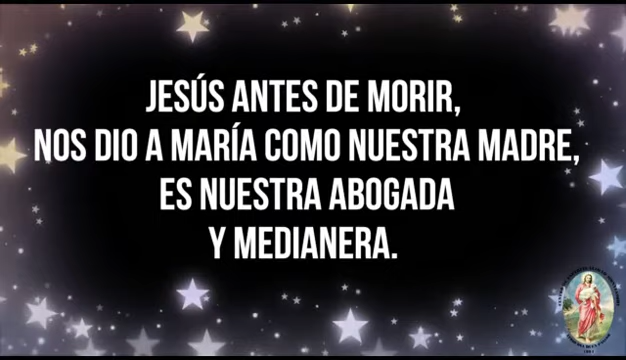 JESÚS ANTES DE MORIR,
NOS DIO A MARÍA COMO NUESTRA MADRE,
ES NUESTRA ABOGADA
Y MEDIANERA.